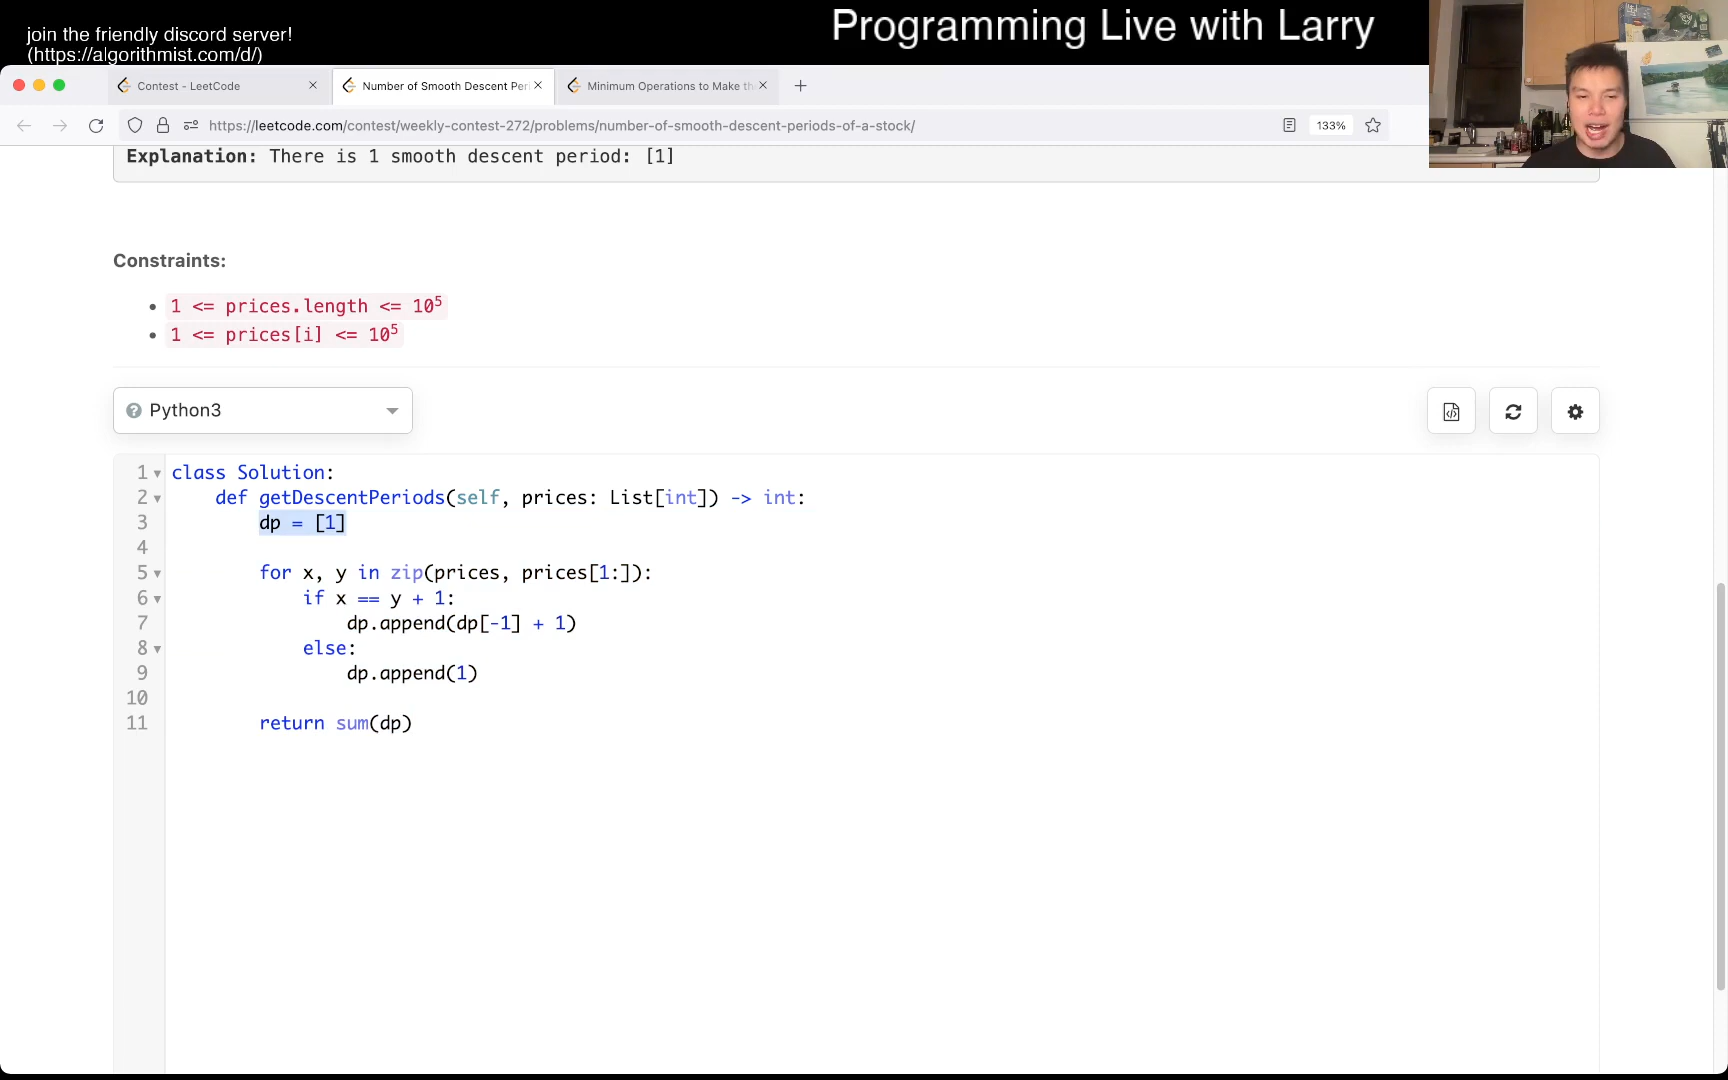 join the friendly discord server!
(https://algorithmist.com/d/)
Programming Live with Larry
Contest - LeetCode
Number of Smooth Descent Per
Minimum Operations to Make th
https://leetcode.com/contest/weekly-contest-272/problems/number-of-smooth-descent-periods-of-a-stock/
133%
Explanation: There is 1 smooth descent period: [1]
Constraints:
1 <= prices.length <= 10⁵
1 <= prices[i] <= 10⁵
Python3
1 class Solution:
2 def getDescentPeriods(self, prices: List[int]) -> int:
3 dp = [1]
4
5 for x, y in zip(prices, prices[1:]):
6 if x == y + 1:
7 dp.append(dp[-1] + 1)
8 else:
9 dp.append(1)
10
11 return sum(dp)